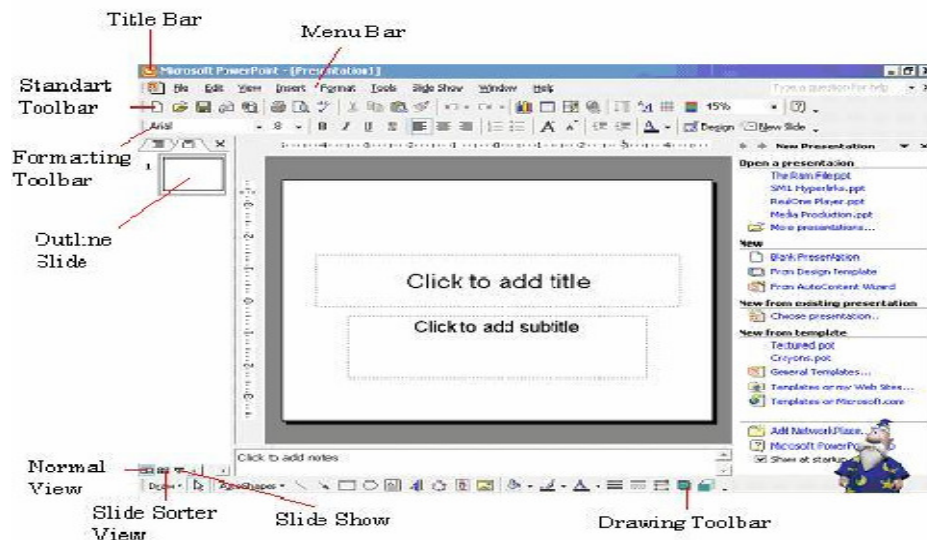 Title Bar
Menu Bar
Microsoft PowerPoint - [Presentation1]
Standart
Toolbar
File Edit View Insert Format Tools Slide Show Window Help
Type a question for help
15%
Arial
8
B I U S
Design
New Slide
Formatting
Toolbar
1
New Presentation
Open a presentation
The Ram File.ppt
SM1 Hyperlinks.ppt
RealOne Player.ppt
Media Production.ppt
More presentations...
Outline
Slide
New
Blank Presentation
From Design Template
From AutoContent Wizard
New from existing presentation
Choose presentation...
New from template
Textured.pot
Crayons.pot
General Templates...
Templates on my Web Sites...
Templates on Microsoft.com
Click to add title
Click to add subtitle
Add Network Place...
Microsoft PowerPo
Show at startup
Click to add notes
Normal
View
Draw
AutoShapes
Slide Sorter
View
Slide Show
Drawing Toolbar